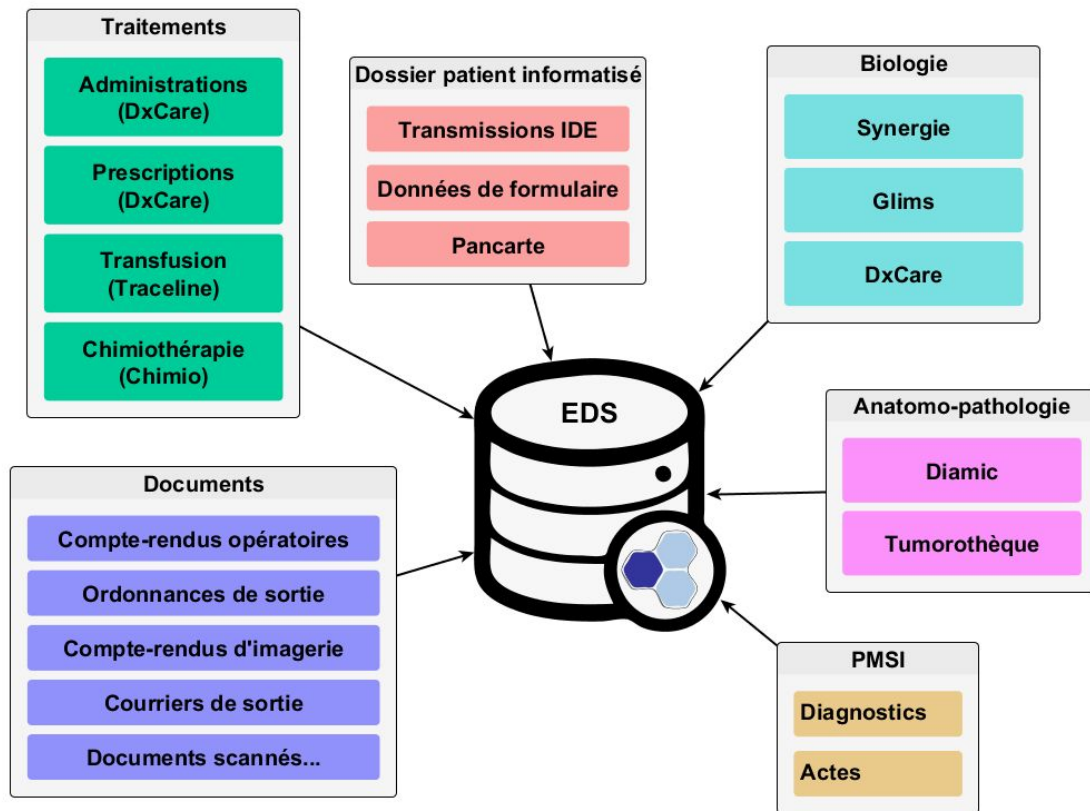 Traitements
Administrations
(DxCare)
Prescriptions
(DxCare)
Transfusion
(Traceline)
Chimiothérapie
(Chimio)
Dossier patient informatisé
Transmissions IDE
Données de formulaire
Pancarte
Biologie
Synergie
Glims
DxCare
EDS
Anatomo-pathologie
Diamic
Tumorothèque
Documents
Compte-rendus opératoires
Ordonnances de sortie
Compte-rendus d'imagerie
Courriers de sortie
Documents scannés...
PMSI
Diagnostics
Actes